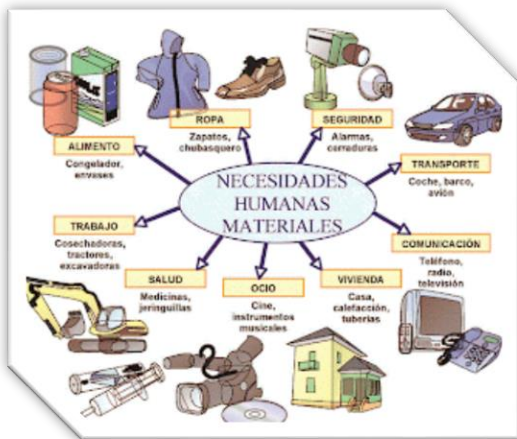 NECESIDADES
HUMANAS
MATERIALES
ROPA
Zapatos,
chubasquero
SEGURIDAD
Alarmas,
cerraduras
ALIMENTO
Congelador,
envases
TRANSPORTE
Coche, barco,
avión
TRABAJO
Cosechadoras,
tractores,
excavadoras
COMUNICACIÓN
Teléfono,
radio,
televisión
SALUD
Medicinas,
jeringuillas
OCIO
Cine,
instrumentos
musicales
VIVIENDA
Casa,
calefacción,
tuberías